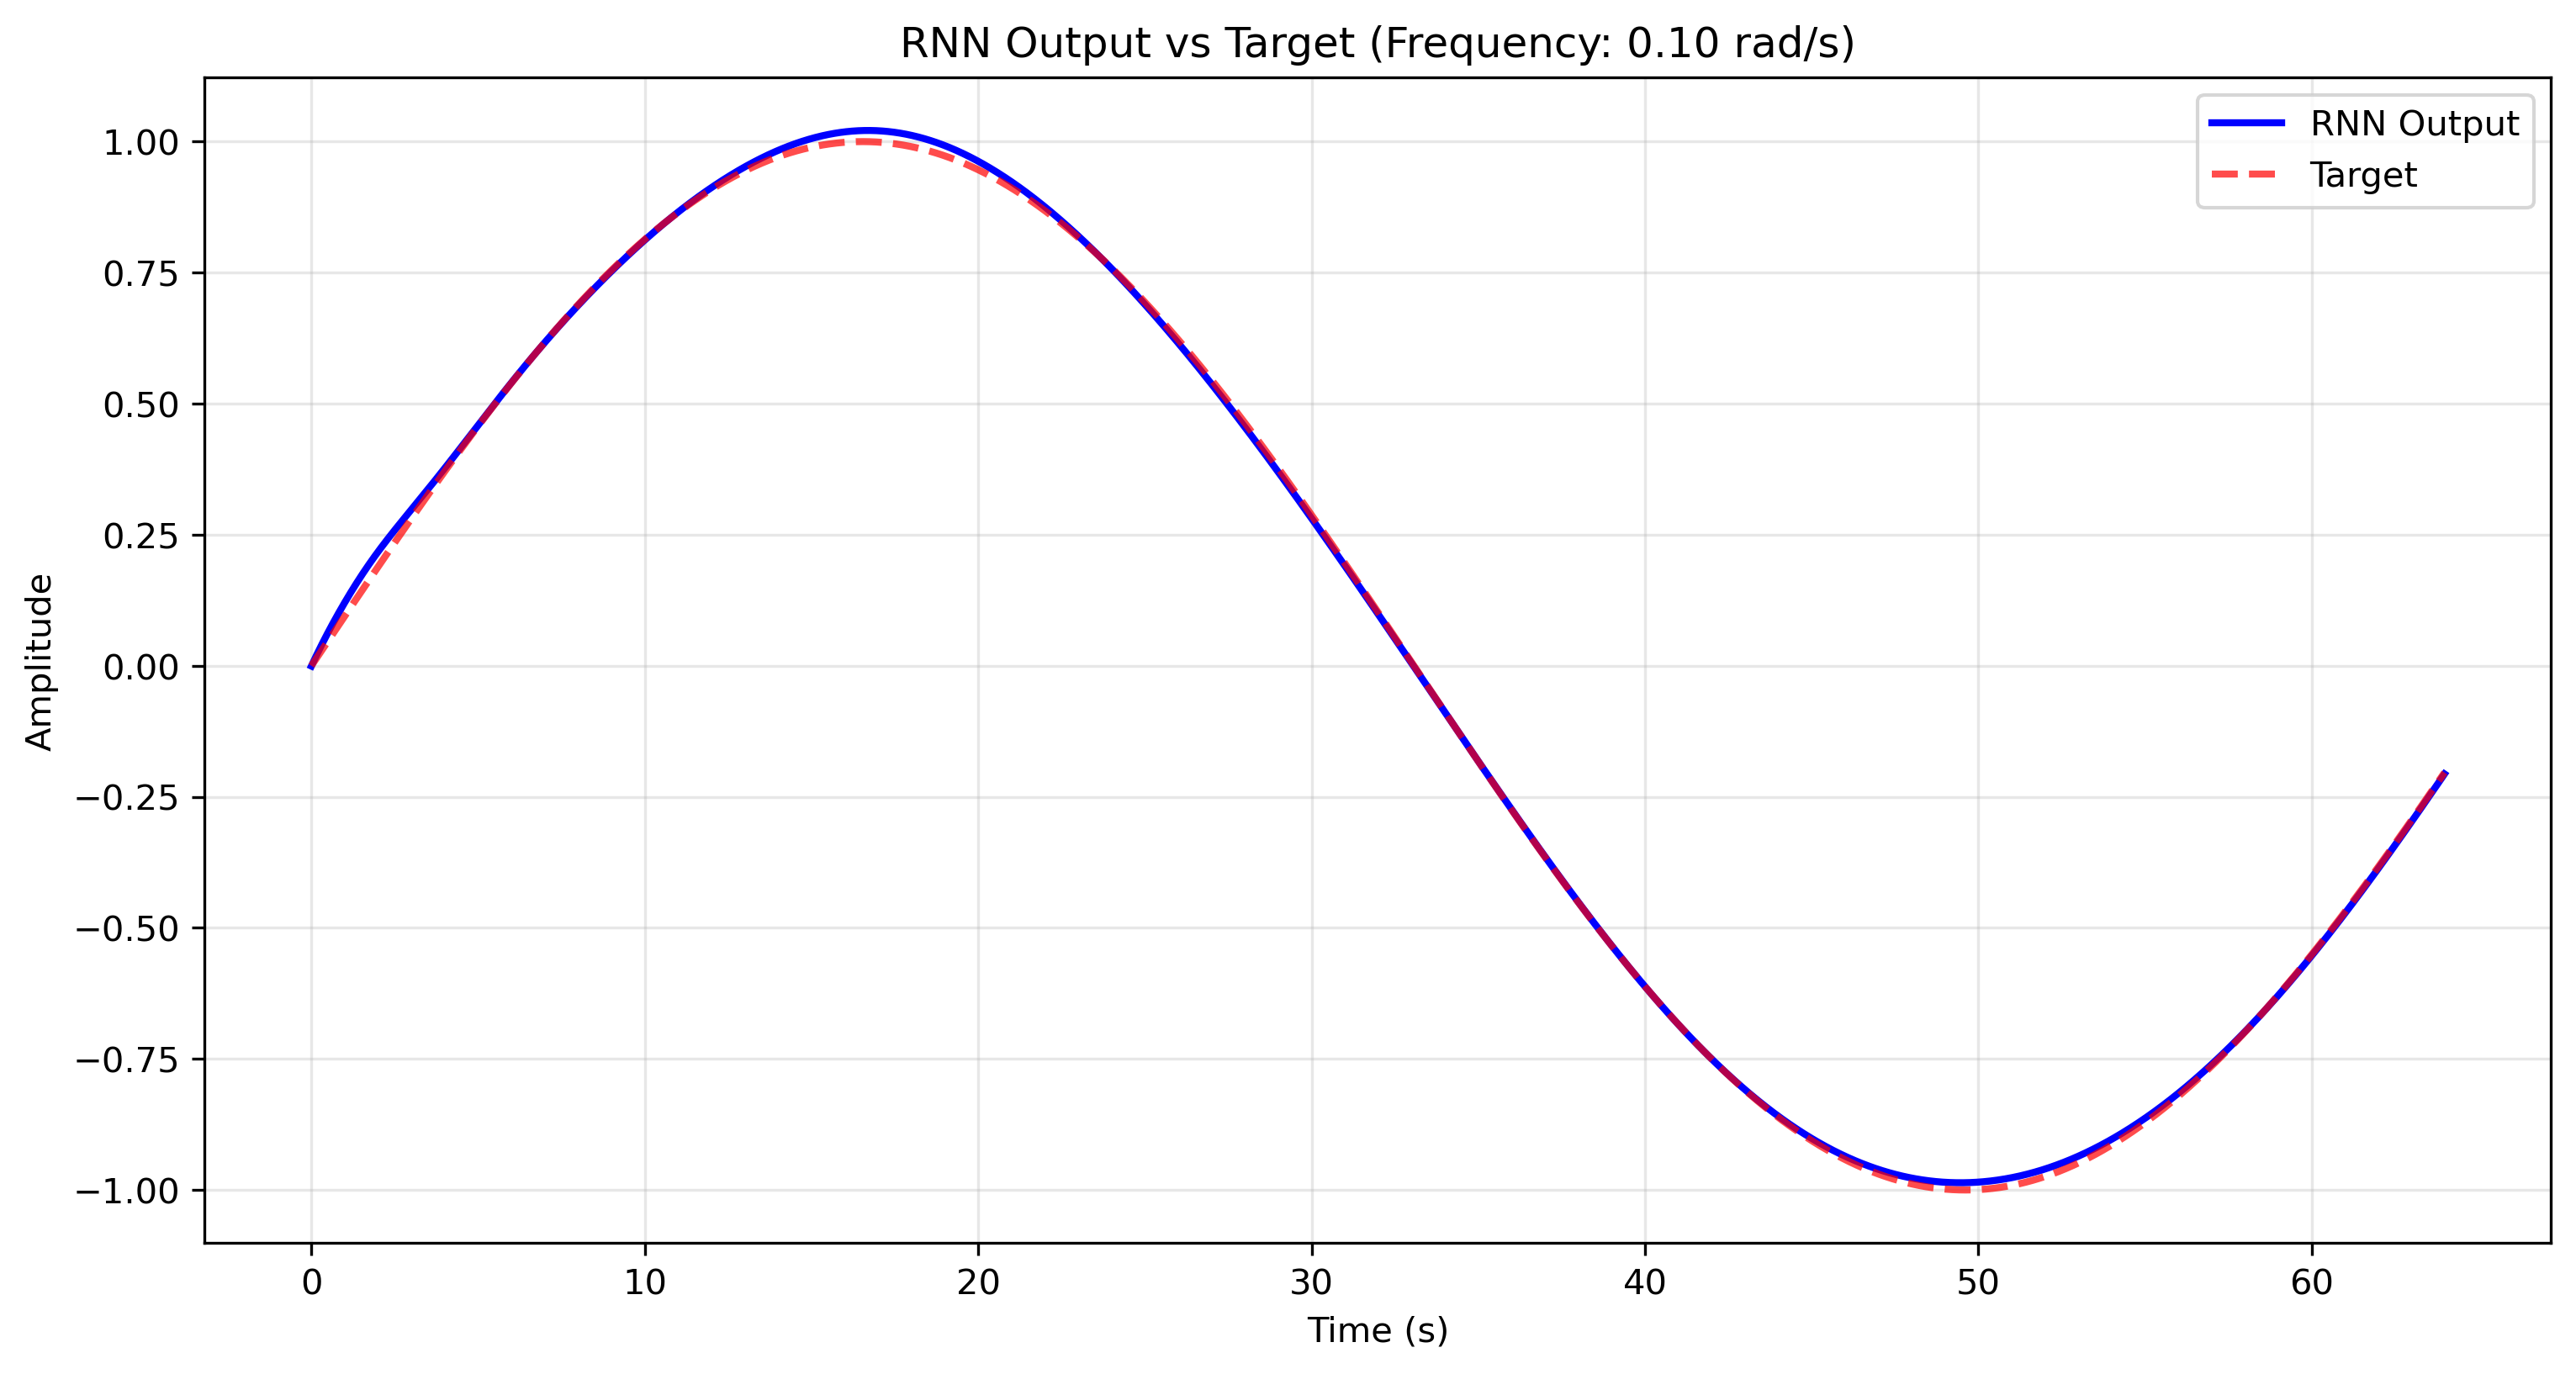 RNN Output vs Target (Frequency: 0.10 rad/s)
RNN Output
Target
Amplitude
1.00
0.75
0.50
0.25
0.00
−0.25
−0.50
−0.75
−1.00
0 10 20 30 40 50 60
Time (s)